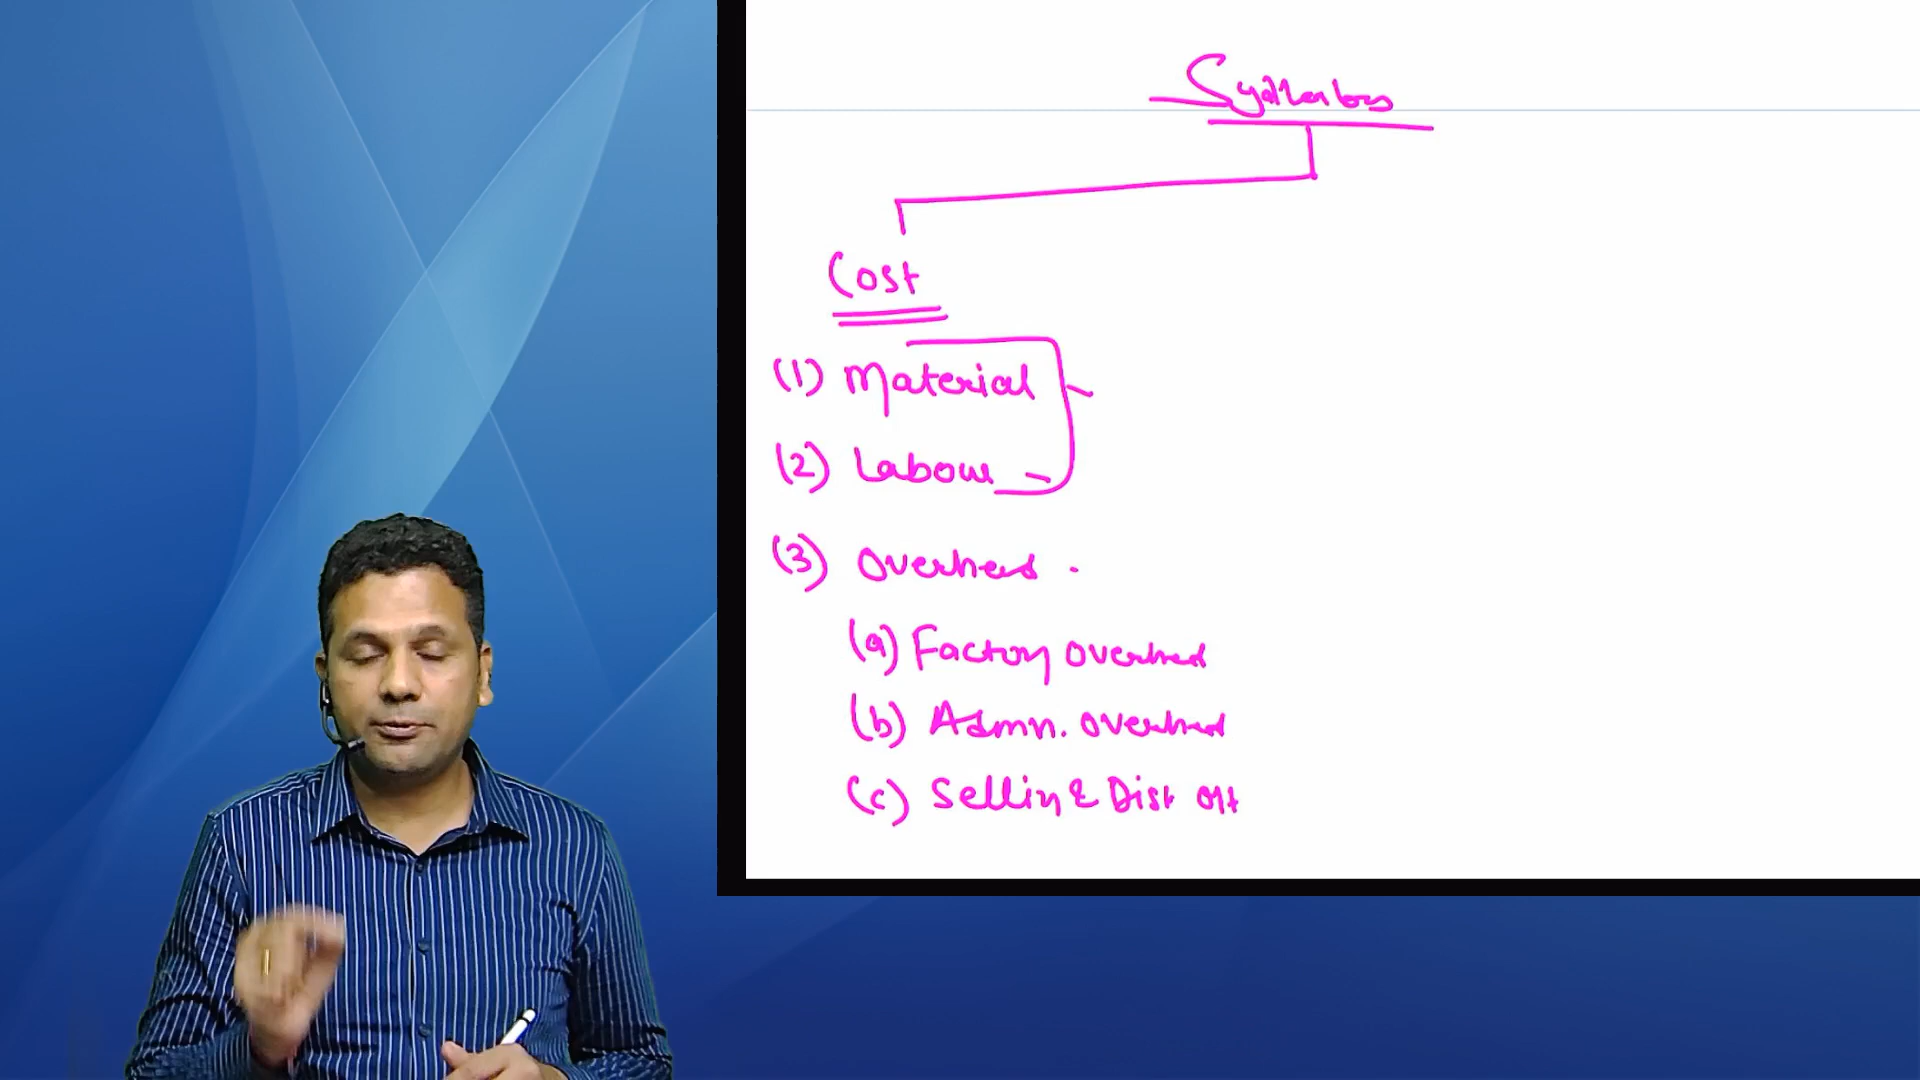 Syllabus
Cost
(1) Material
(2) Labour
(3) Overhead
(a) Factory overhead
(b) Admn. overhead
(c) Selling & Dist OH